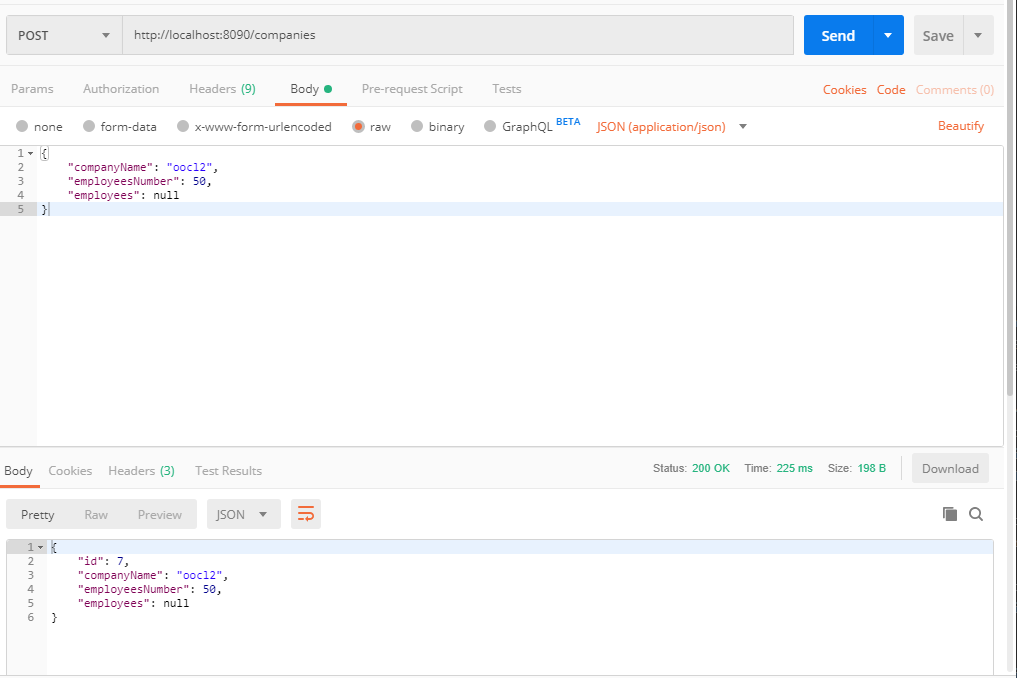 POST http://localhost:8090/companies Send Save
Params Authorization Headers (9) Body Pre-request Script Tests Cookies Code Comments (0)
none form-data x-www-form-urlencoded raw binary GraphQL BETA JSON (application/json) Beautify
1 {
2 "companyName": "oocl2",
3 "employeesNumber": 50,
4 "employees": null
5 }
Body Cookies Headers (3) Test Results Status: 200 OK Time: 225 ms Size: 198 B Download
Pretty Raw Preview JSON
1 {
2 "id": 7,
3 "companyName": "oocl2",
4 "employeesNumber": 50,
5 "employees": null
6 }